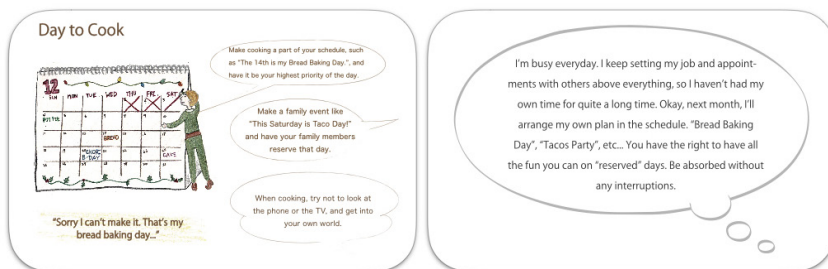 Day to Cook
12
SUN MON TUE WED THU FRI SAT
BREAD
B-DAY
CAKE
"Sorry I can't make it. That's my
bread baking day..."
Make cooking a part of your schedule, such
as "The 14th is my Bread Baking Day.", and
have it be your highest priority of the day.
Make a family event like
"This Saturday is Taco Day!"
and have your family members
reserve that day.
When cooking, try not to look at
the phone or the TV, and get into
your own world.
I'm busy everyday. I keep setting my job and appoint-
ments with others above everything, so I haven't had my
own time for quite a long time. Okay, next month, I'll
arrange my own plan in the schedule. "Bread Baking
Day", "Tacos Party", etc... You have the right to have all
the fun you can on "reserved" days. Be absorbed without
any interruptions.